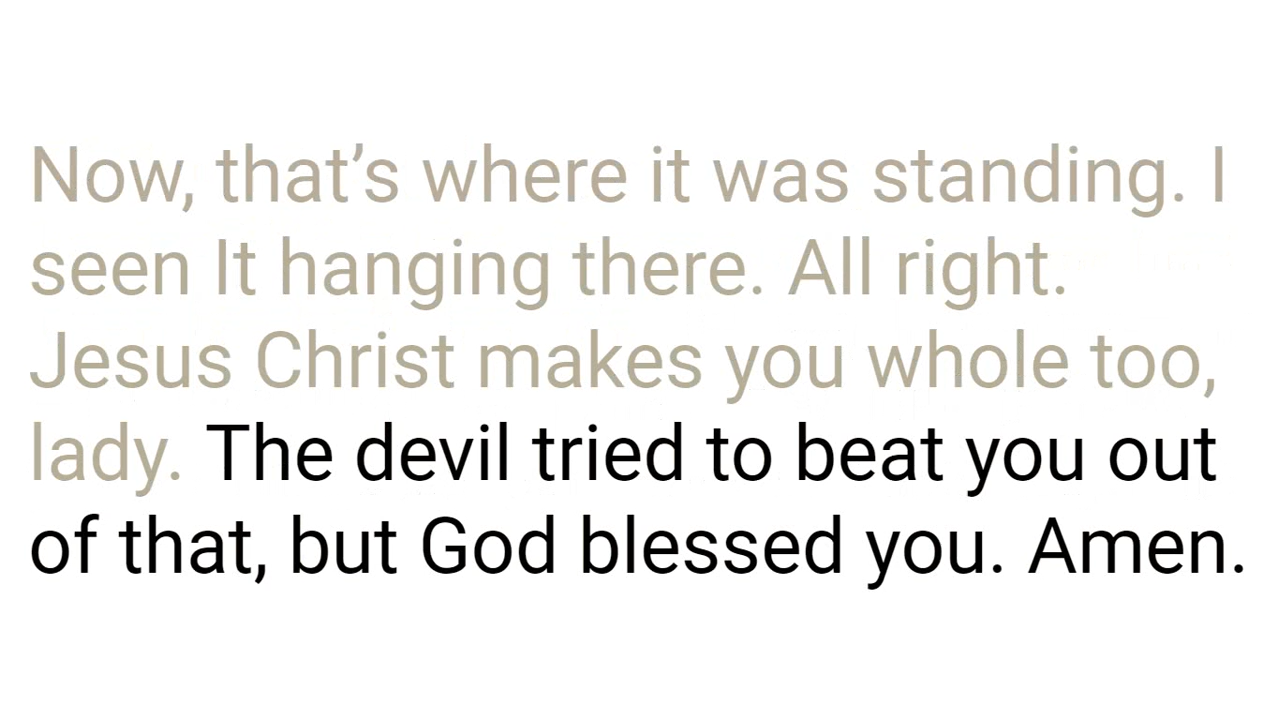 Now, that’s where it was standing. I
seen It hanging there. All right.
Jesus Christ makes you whole too,
lady. The devil tried to beat you out
of that, but God blessed you. Amen.